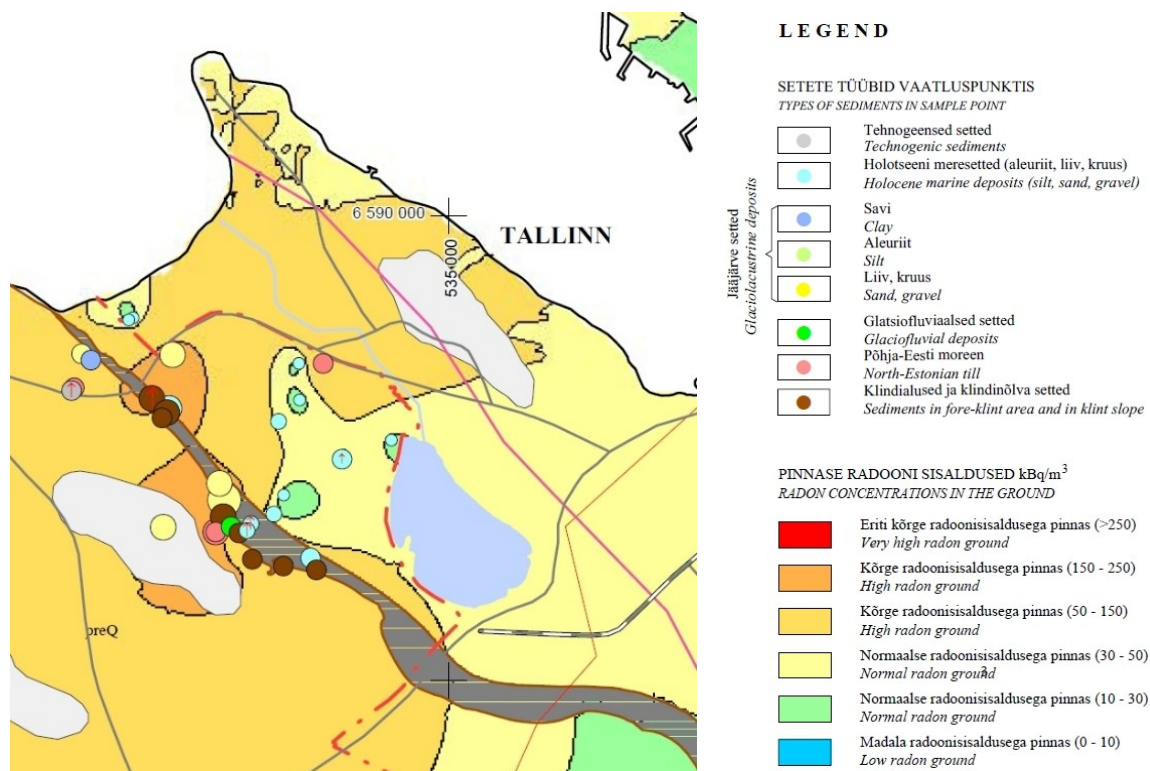 6 590 000
TALLINN
535 000
preQ
LEGEND
SETETE TÜÜBID VAATLUSPUNKTIS
TYPES OF SEDIMENTS IN SAMPLE POINT
Tehnogeensed setted
Technogenic sediments
Holotseeni meresetted (aleuriit, liiv, kruus)
Holocene marine deposits (silt, sand, gravel)
Jääjärve setted
Glaciolacustrine deposits
Savi
Clay
Aleuriit
Silt
Liiv, kruus
Sand, gravel
Glatsiofluviaalsed setted
Glaciofluvial deposits
Põhja-Eesti moreen
North-Estonian till
Klindialused ja klindinõlva setted
Sediments in fore-klint area and in klint slope
PINNASE RADOONI SISALDUSED kBq/m³
RADON CONCENTRATIONS IN THE GROUND
Eriti kõrge radoonisisaldusega pinnas (>250)
Very high radon ground
Kõrge radoonisisaldusega pinnas (150 - 250)
High radon ground
Kõrge radoonisisaldusega pinnas (50 - 150)
High radon ground
Normaalse radoonisisaldusega pinnas (30 - 50)
Normal radon ground
Normaalse radoonisisaldusega pinnas (10 - 30)
Normal radon ground
Madala radoonisisaldusega pinnas (0 - 10)
Low radon ground